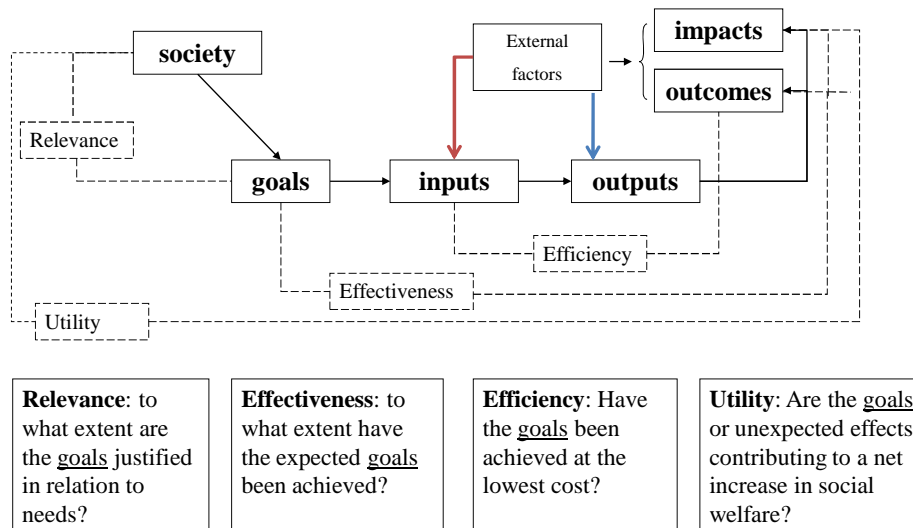 society
External
factors
impacts
outcomes
Relevance
goals
inputs
outputs
Efficiency
Effectiveness
Utility
Relevance: to
what extent are
the goals justified
in relation to
needs?
Effectiveness: to
what extent have
the expected goals
been achieved?
Efficiency: Have
the goals been
achieved at the
lowest cost?
Utility: Are the goals
or unexpected effects
contributing to a net
increase in social
welfare?